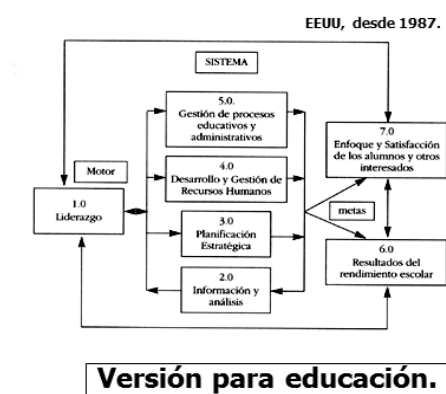 EEUU, desde 1987.
SISTEMA
5.0.
Gestión de procesos
educativos y
administrativos
7.0
Enfoque y Satisfacción
de los alumnos y otros
interesados
Motor
4.0
Desarrollo y Gestión de
Recursos Humanos
1.0
Liderazgo
metas
3.0
Planificación
Estratégica
6.0
Resultados del
rendimiento escolar
2.0
Información y
análisis
Versión para educación.